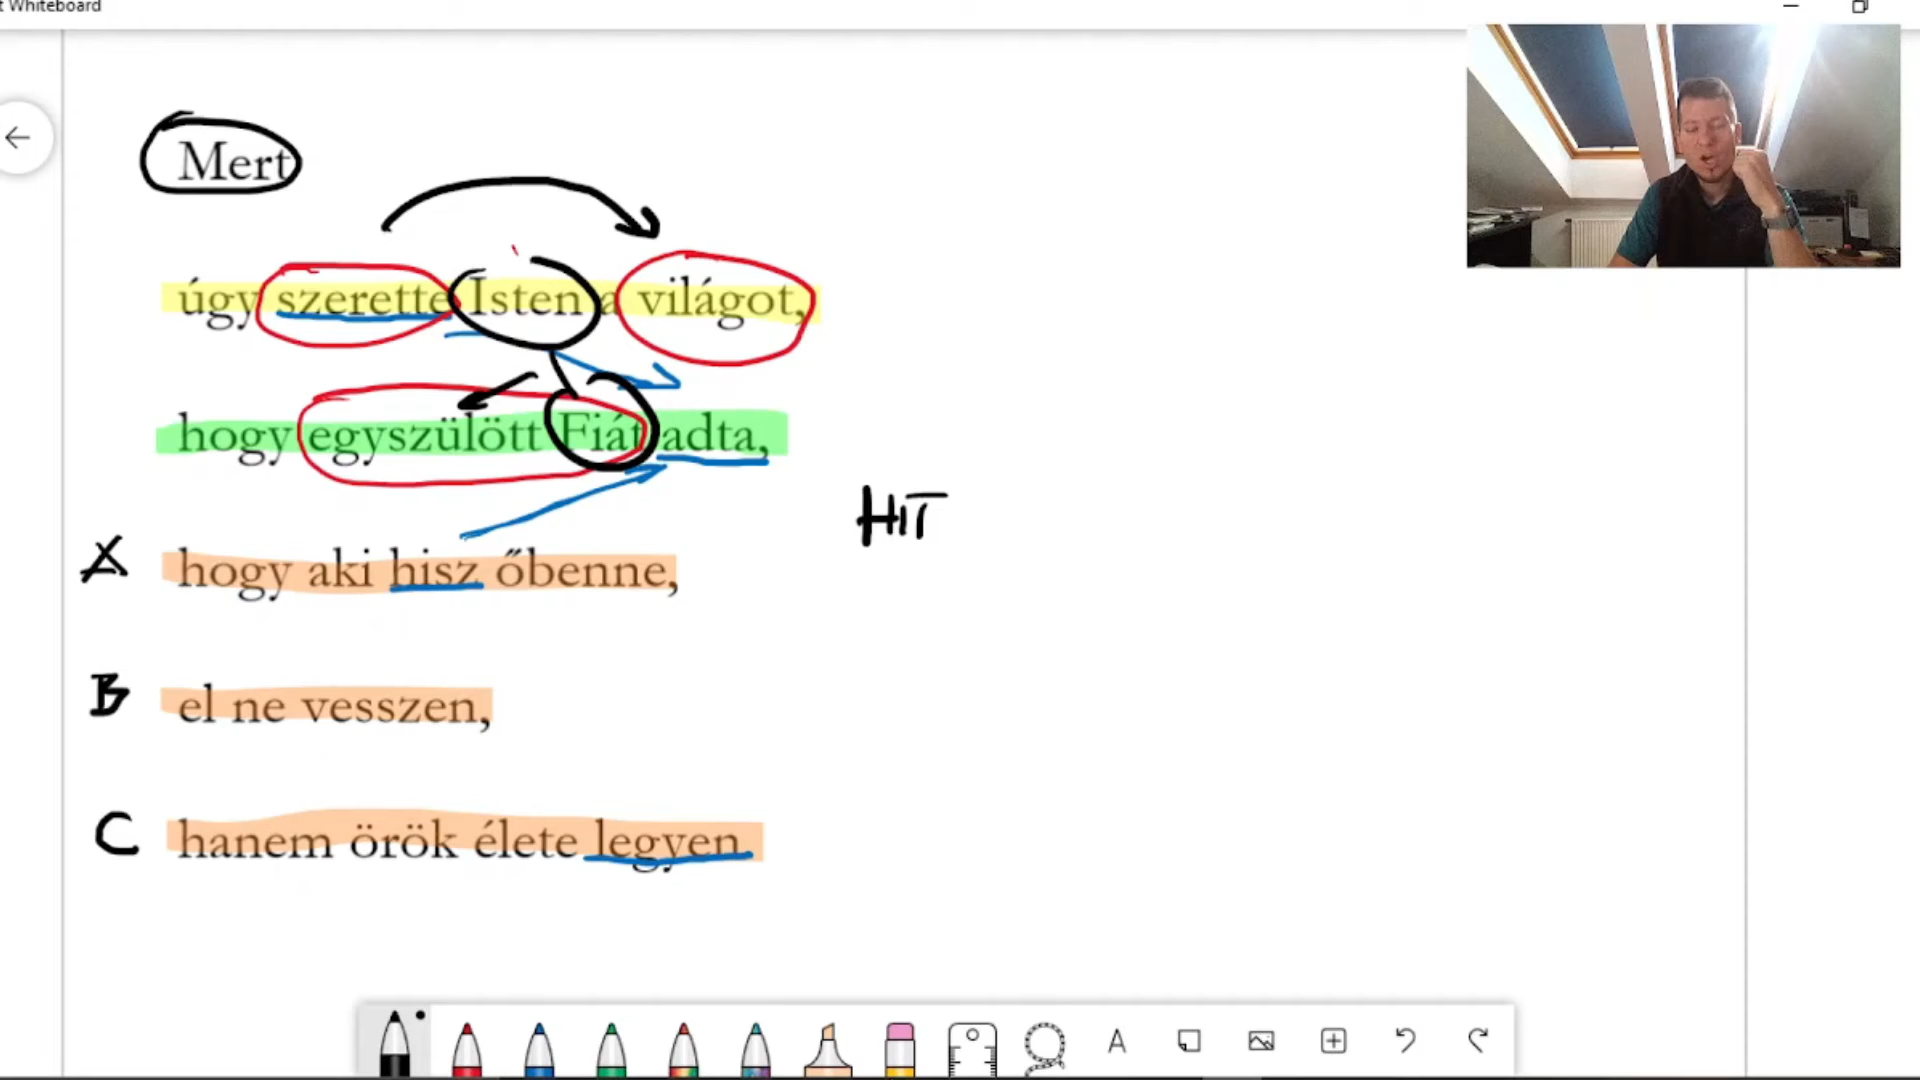 t Whiteboard
Mert
úgy szerette Isten a világot,
hogy egyszülött Fiát adta,
HIT
A hogy aki hisz őbenne,
B el ne vesszen,
C hanem örök élete legyen
A